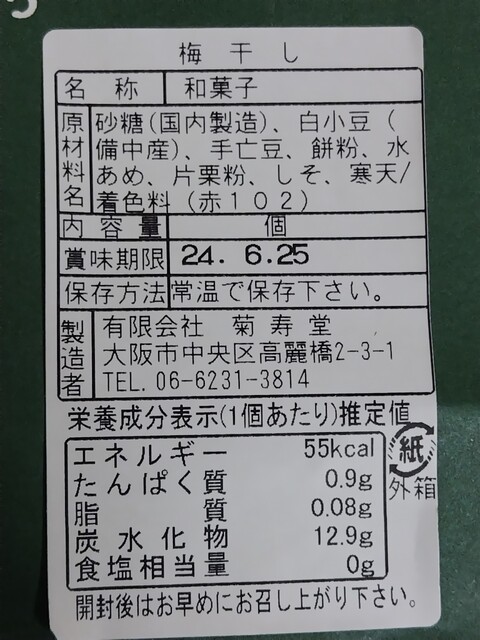 梅干し
名称 和菓子
原材料名 砂糖(国内製造)、白小豆(
備中産)、手亡豆、餅粉、水
あめ、片栗粉、しそ、寒天/
着色料(赤102)
内容量 個
賞味期限 24. 6.25
保存方法 常温で保存下さい。
製造者 有限会社 菊寿堂
大阪市中央区高麗橋2-3-1
TEL. 06-6231-3814
栄養成分表示(1個あたり)推定値
エネルギー 55kcal
たんぱく質 0.9g
脂質 0.08g
炭水化物 12.9g
食塩相当量 0g
紙
外箱
開封後はお早めにお召し上がり下さい。